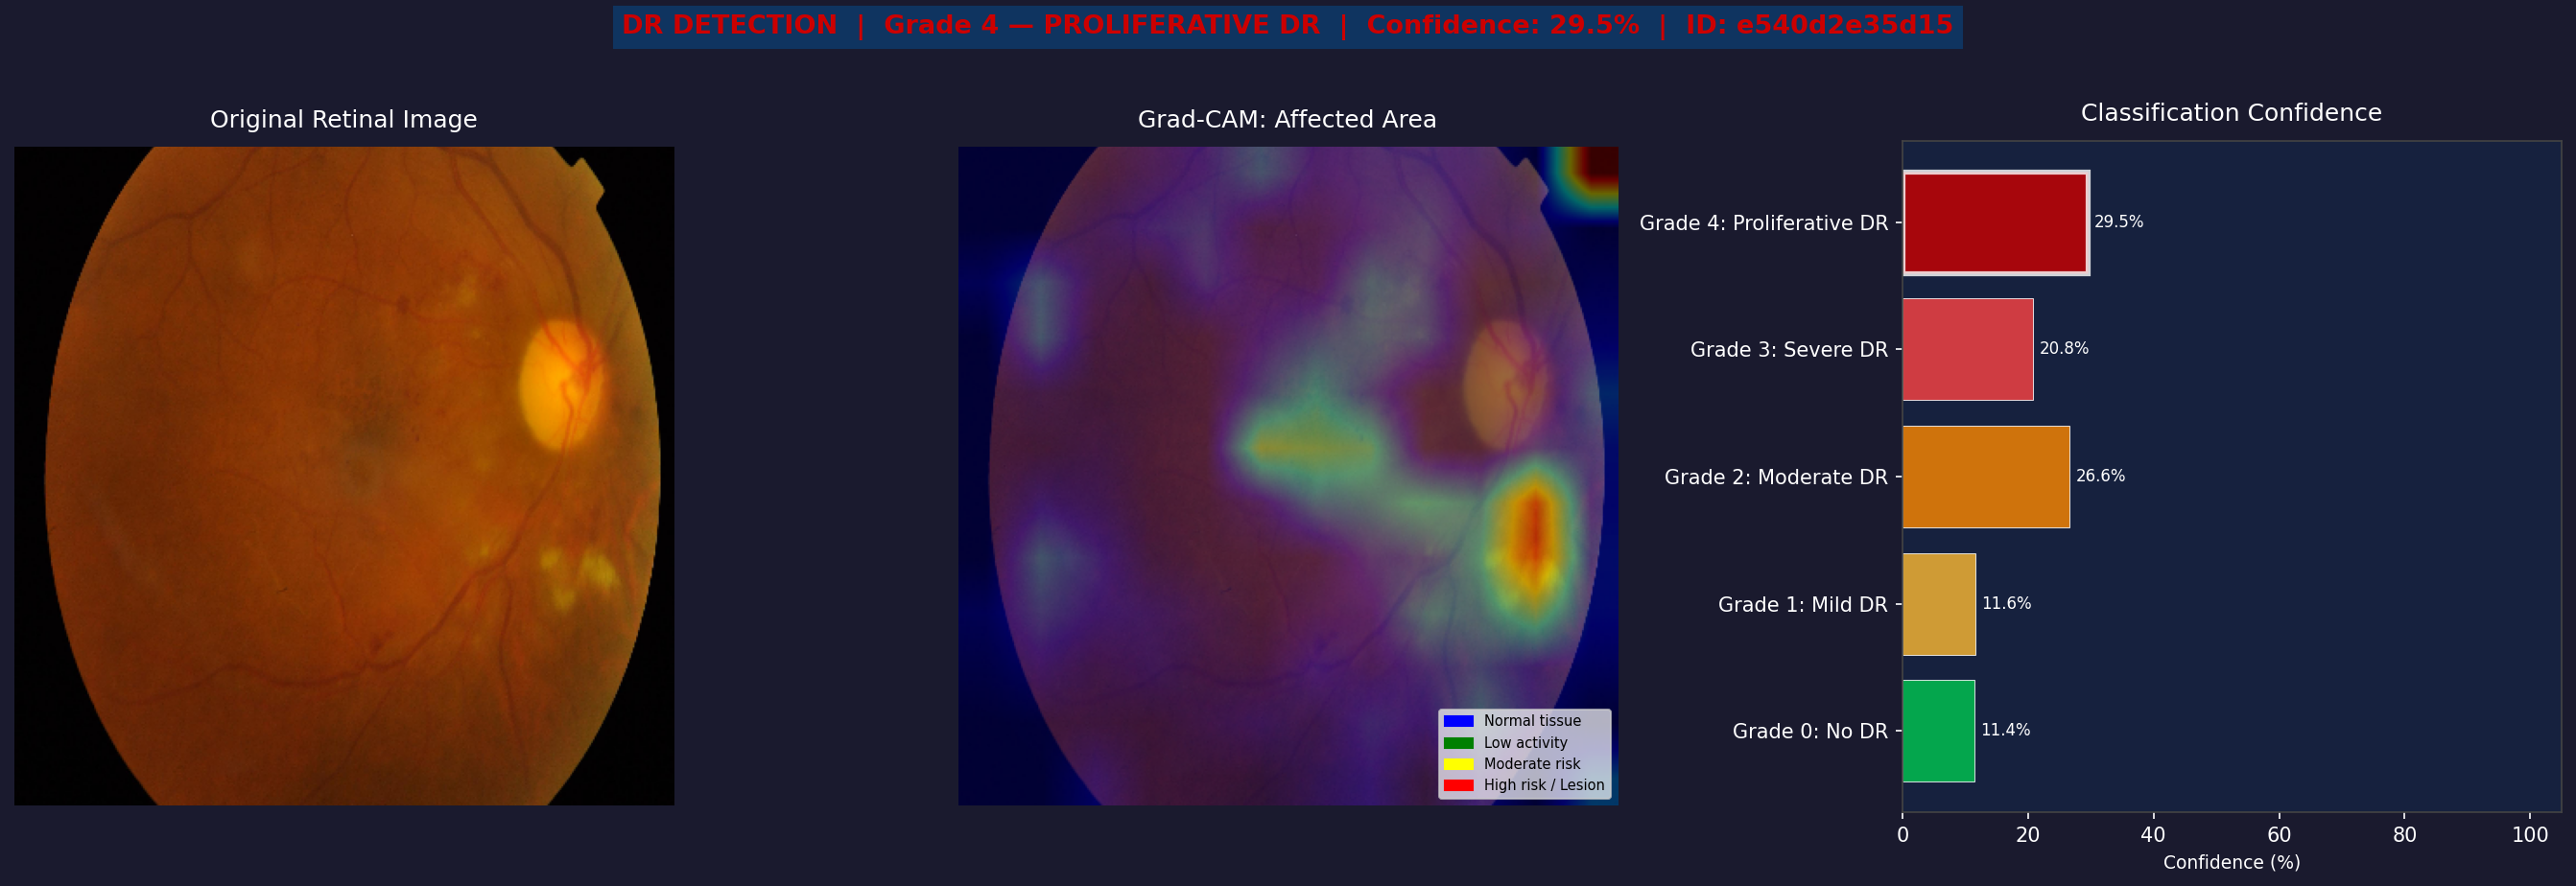 DR DETECTION | Grade 4 — PROLIFERATIVE DR | Confidence: 29.5% | ID: e540d2e35d15
Original Retinal Image
Grad-CAM: Affected Area
Normal tissue
Low activity
Moderate risk
High risk / Lesion
Classification Confidence
Grade 4: Proliferative DR 29.5%
Grade 3: Severe DR 20.8%
Grade 2: Moderate DR 26.6%
Grade 1: Mild DR 11.6%
Grade 0: No DR 11.4%
0 20 40 60 80 100
Confidence (%)